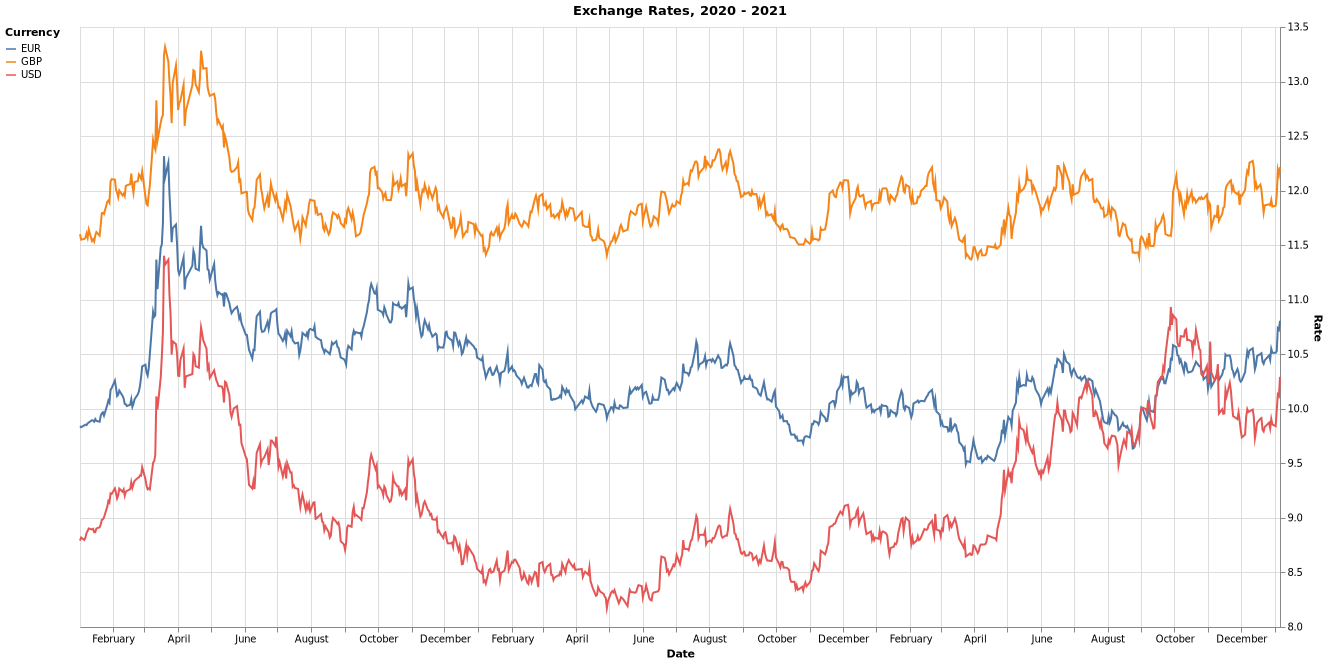 Exchange Rates, 2020 - 2021
Currency
EUR
GBP
USD
13.5
13.0
12.5
12.0
11.5
11.0
10.5
10.0
9.5
9.0
8.5
8.0
Rate
February April June August October December February April June August October December February April June August October December
Date